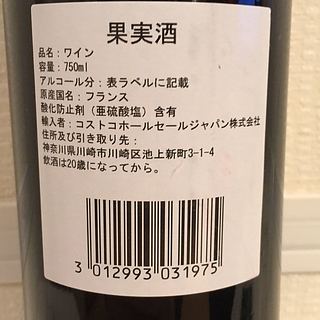 果実酒
品名：ワイン
容量：750ml
アルコール分：表ラベルに記載
原産国名：フランス
酸化防止剤（亜硫酸塩）含有
輸入者：コストコホールセールジャパン株式会社
住所及び引き取り先：
神奈川県川崎市川崎区池上新町3-1-4
飲酒は20歳になってから。
3 012993 031975